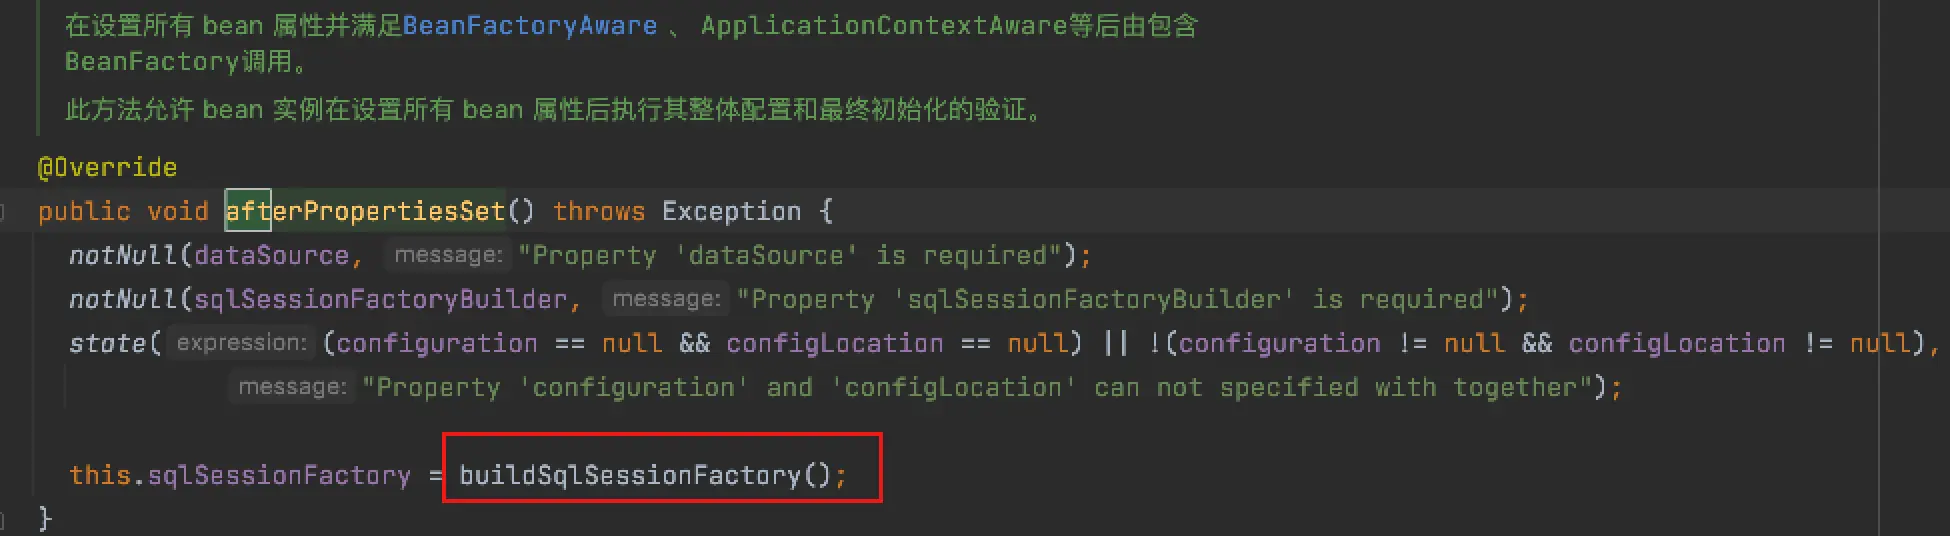 在设置所有 bean 属性并满足BeanFactoryAware 、 ApplicationContextAware等后由包含
BeanFactory调用。
此方法允许 bean 实例在设置所有 bean 属性后执行其整体配置和最终初始化的验证。
@Override
public void afterPropertiesSet() throws Exception {
notNull(dataSource, message: "Property 'dataSource' is required");
notNull(sqlSessionFactoryBuilder, message: "Property 'sqlSessionFactoryBuilder' is required");
state( expression: (configuration == null && configLocation == null) || !(configuration != null && configLocation != null),
message: "Property 'configuration' and 'configLocation' can not specified with together");
this.sqlSessionFactory = buildSqlSessionFactory();
}